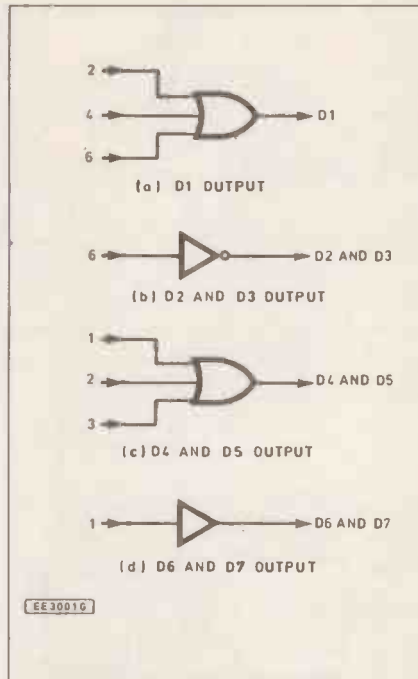 2
4
D1
6
(a) D1 OUTPUT
6
D2 AND D3
(b) D2 AND D3 OUTPUT
1
2
D4 AND D5
3
(c) D4 AND D5 OUTPUT
1
D6 AND D7
(d) D6 AND D7 OUTPUT
EE3001G